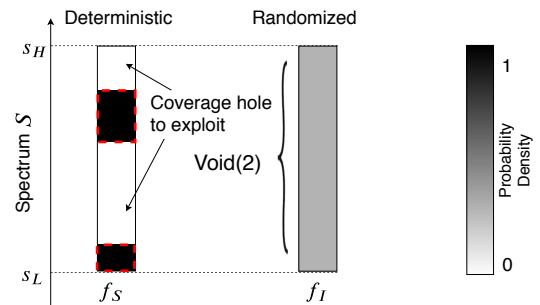 Deterministic
Randomized
s_H
Coverage hole
to exploit
Void(2)
Spectrum S
s_L
f_S
f_I
1
Probability
Density
0